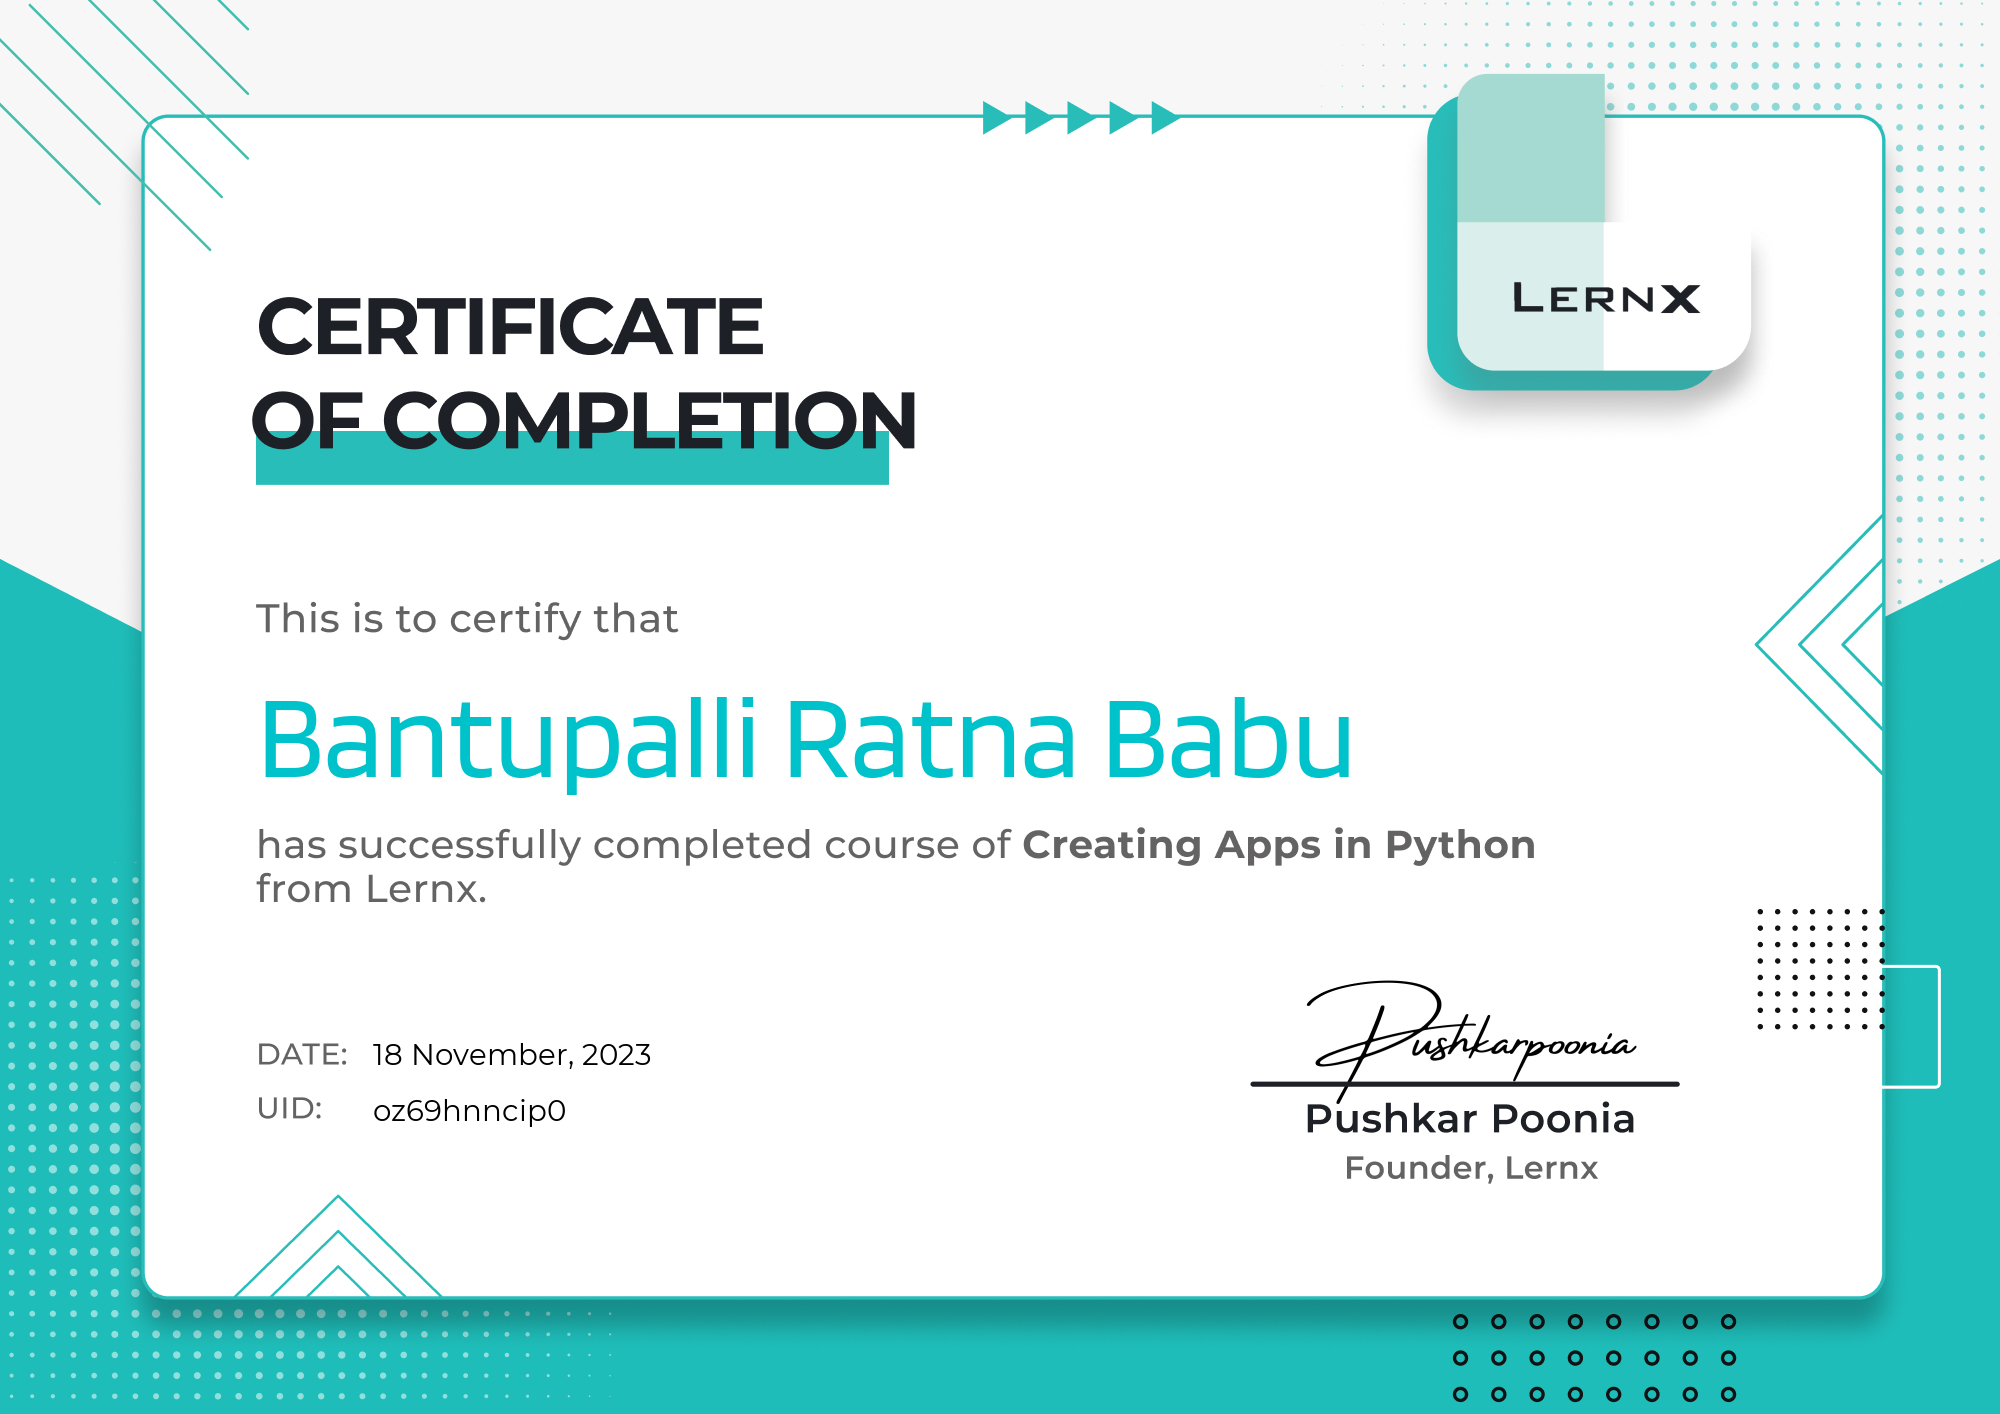 LERNX
CERTIFICATE
OF COMPLETION
This is to certify that
Bantupalli Ratna Babu
has successfully completed course of Creating Apps in Python
from Lernx.
DATE: 18 November, 2023
UID: oz69hnncip0
Pushkarpoonia
Pushkar Poonia
Founder, Lernx